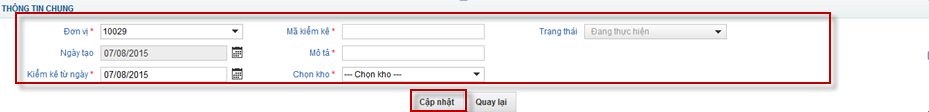 THÔNG TIN CHUNG
Đơn vị * 10029 Mã kiểm kê * Trạng thái Đang thực hiện
Ngày tạo 07/08/2015 Mô tả *
Kiểm kê từ ngày * 07/08/2015 Chọn kho * --- Chọn kho ---
Cập nhật Quay lại